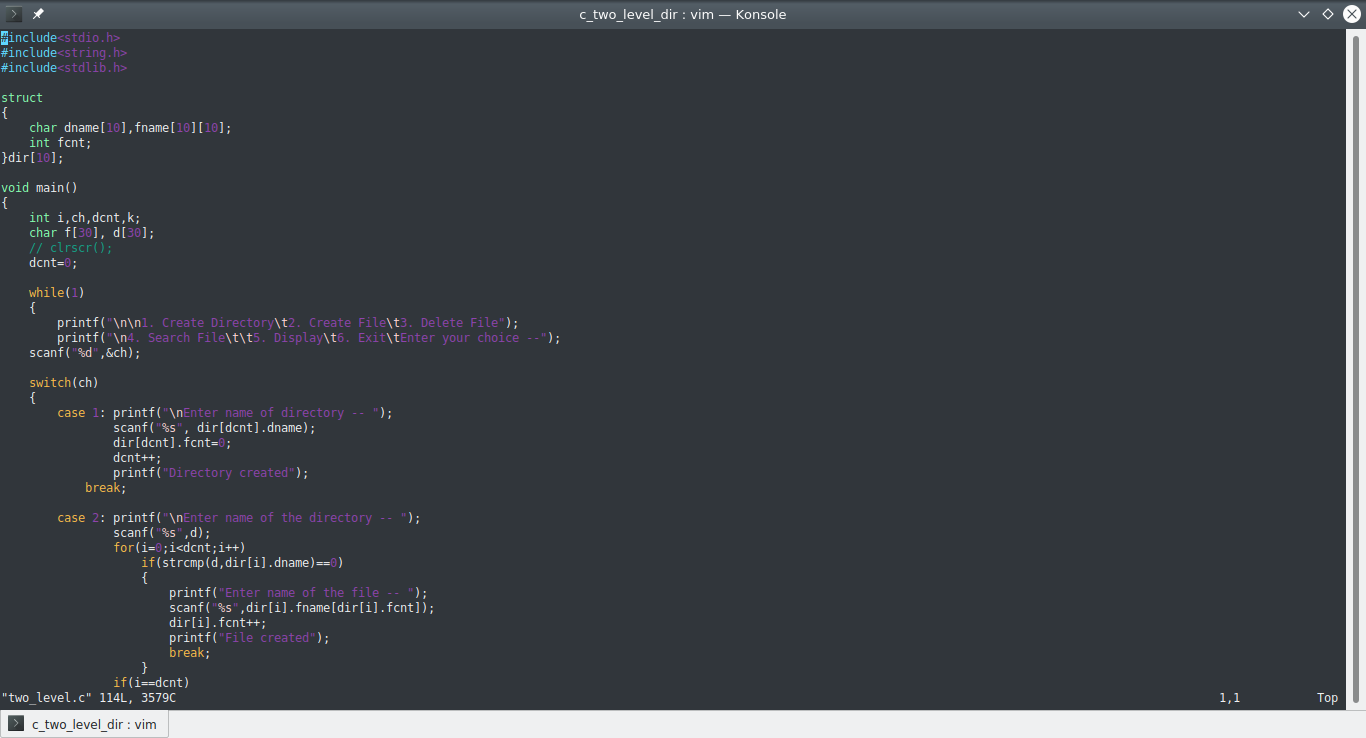 c_two_level_dir : vim — Konsole
#include<stdio.h>
#include<string.h>
#include<stdlib.h>

struct
{
    char dname[10],fname[10][10];
    int fcnt;
}dir[10];

void main()
{
    int i,ch,dcnt,k;
    char f[30], d[30];
    // clrscr();
    dcnt=0;

    while(1)
    {
        printf("\n\n1. Create Directory\t2. Create File\t3. Delete File");
        printf("\n4. Search File\t\t5. Display\t6. Exit\tEnter your choice --");
    scanf("%d",&ch);

    switch(ch)
    {
        case 1: printf("\nEnter name of directory -- ");
                scanf("%s", dir[dcnt].dname);
                dir[dcnt].fcnt=0;
                dcnt++;
                printf("Directory created");
            break;

        case 2: printf("\nEnter name of the directory -- ");
                scanf("%s",d);
                for(i=0;i<dcnt;i++)
                    if(strcmp(d,dir[i].dname)==0)
                    {
                        printf("Enter name of the file -- ");
                        scanf("%s",dir[i].fname[dir[i].fcnt]);
                        dir[i].fcnt++;
                        printf("File created");
                        break;
                    }
                if(i==dcnt)
"two_level.c" 114L, 3579C 1,1 Top
c_two_level_dir : vim